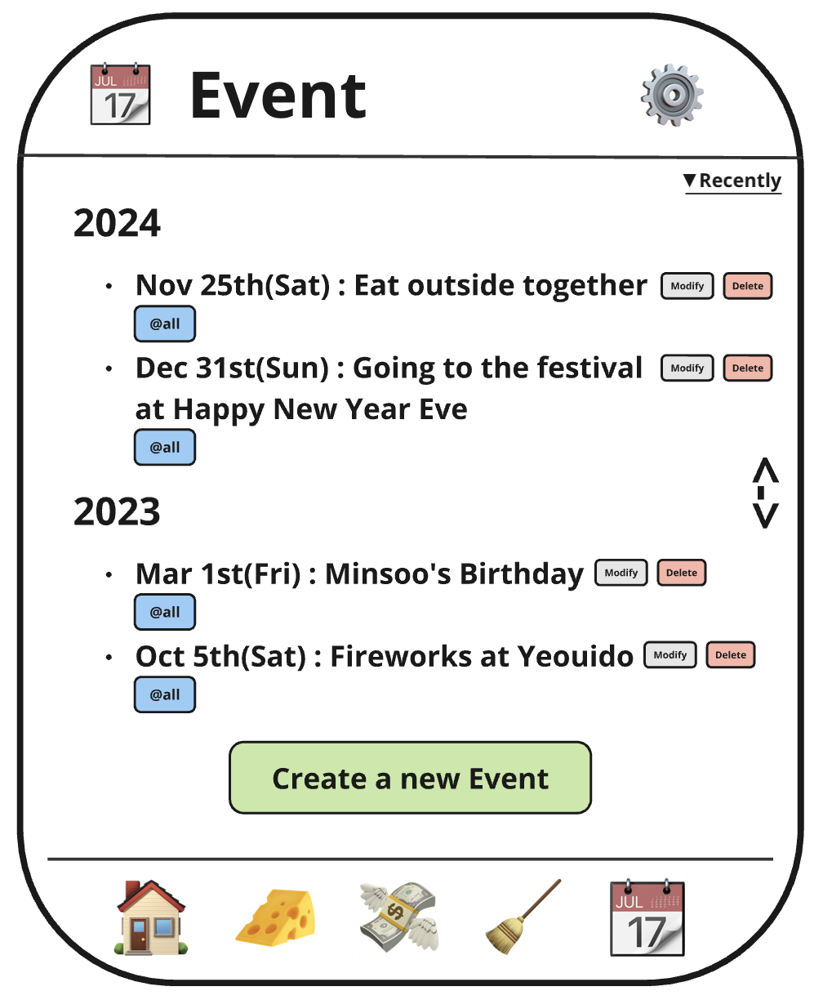 JUL
17
Event
▼Recently
2024
• Nov 25th(Sat) : Eat outside together Modify Delete
@all
• Dec 31st(Sun) : Going to the festival Modify Delete
at Happy New Year Eve
@all
2023
• Mar 1st(Fri) : Minsoo's Birthday Modify Delete
@all
• Oct 5th(Sat) : Fireworks at Yeouido Modify Delete
@all
Create a new Event
$
JUL
17